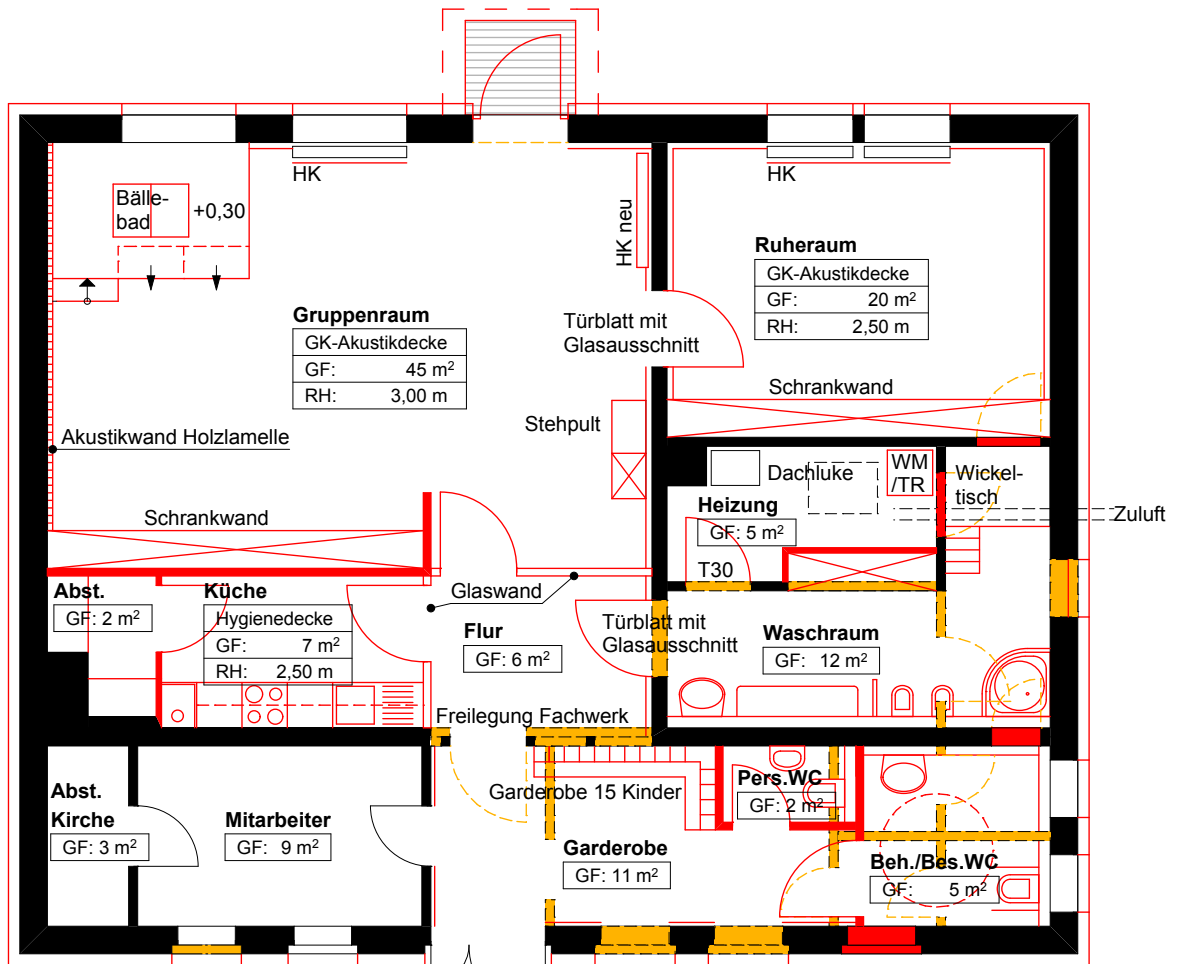 HK
HK
Bälle-
bad
+0,30
HK neu
Ruheraum
GK-Akustikdecke
GF: 20 m²
RH: 2,50 m
Gruppenraum
GK-Akustikdecke
GF: 45 m²
RH: 3,00 m
Türblatt mit
Glasausschnitt
Schrankwand
Stehpult
Akustikwand Holzlamelle
Dachluke
WM
/TR
Wickel-
tisch
Heizung
GF: 5 m²
Zuluft
Schrankwand
T30
Abst.
GF: 2 m²
Küche
Hygienedecke
GF: 7 m²
RH: 2,50 m
Glaswand
Flur
GF: 6 m²
Türblatt mit
Glasausschnitt
Waschraum
GF: 12 m²
Freilegung Fachwerk
Abst.
Kirche
GF: 3 m²
Mitarbeiter
GF: 9 m²
Garderobe 15 Kinder
Pers.WC
GF: 2 m²
Garderobe
GF: 11 m²
Beh./Bes.WC
GF: 5 m²